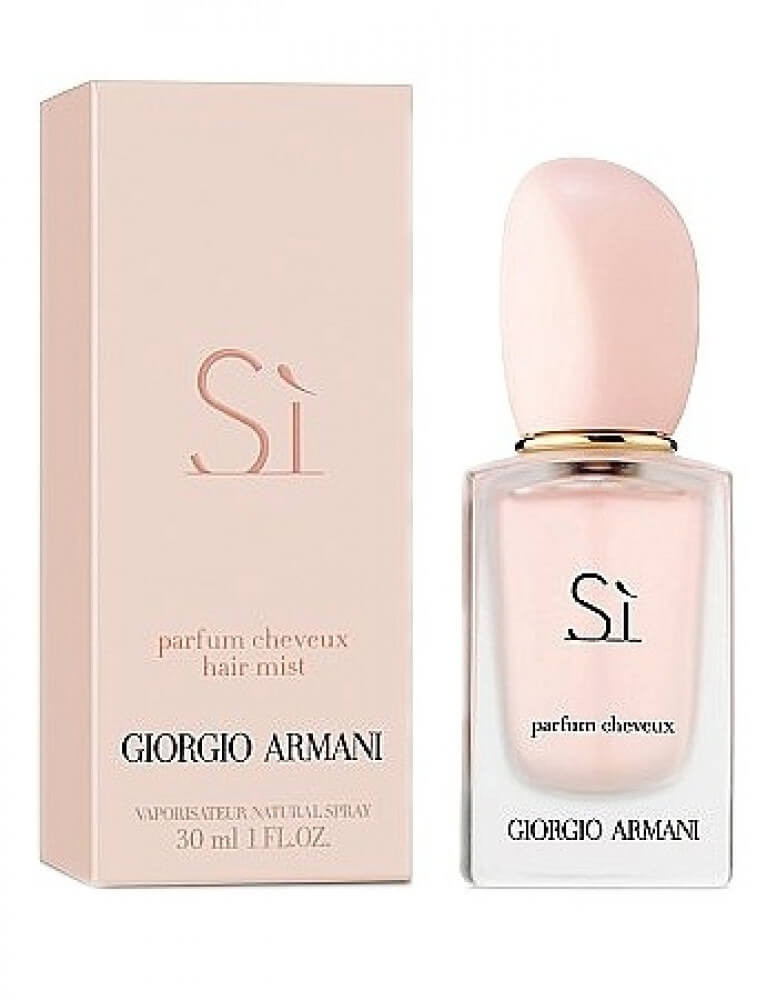 Sì
parfum cheveux
hair mist
GIORGIO ARMANI
VAPORISATEUR NATURAL SPRAY
30 ml 1 FL.OZ.
Sì
parfum cheveux
GIORGIO ARMANI